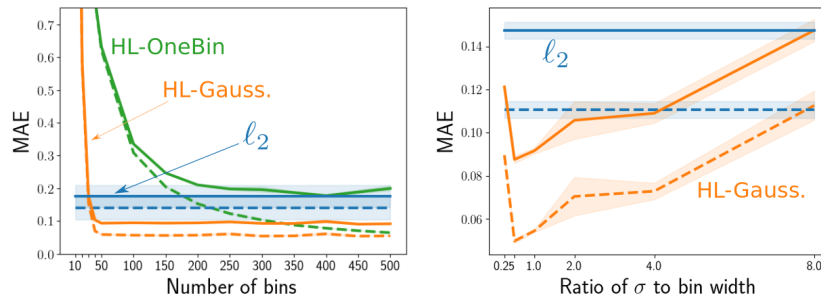 0.7
0.6
0.5
0.4
0.3
0.2
0.1
0.0
MAE
HL-OneBin
HL-Gauss.
ℓ2
10 50 100 150 200 250 300 350 400 450 500
Number of bins
0.14
0.12
0.10
0.08
0.06
MAE
ℓ2
HL-Gauss.
0.25 1.0 2.0 4.0 8.0
Ratio of σ to bin width